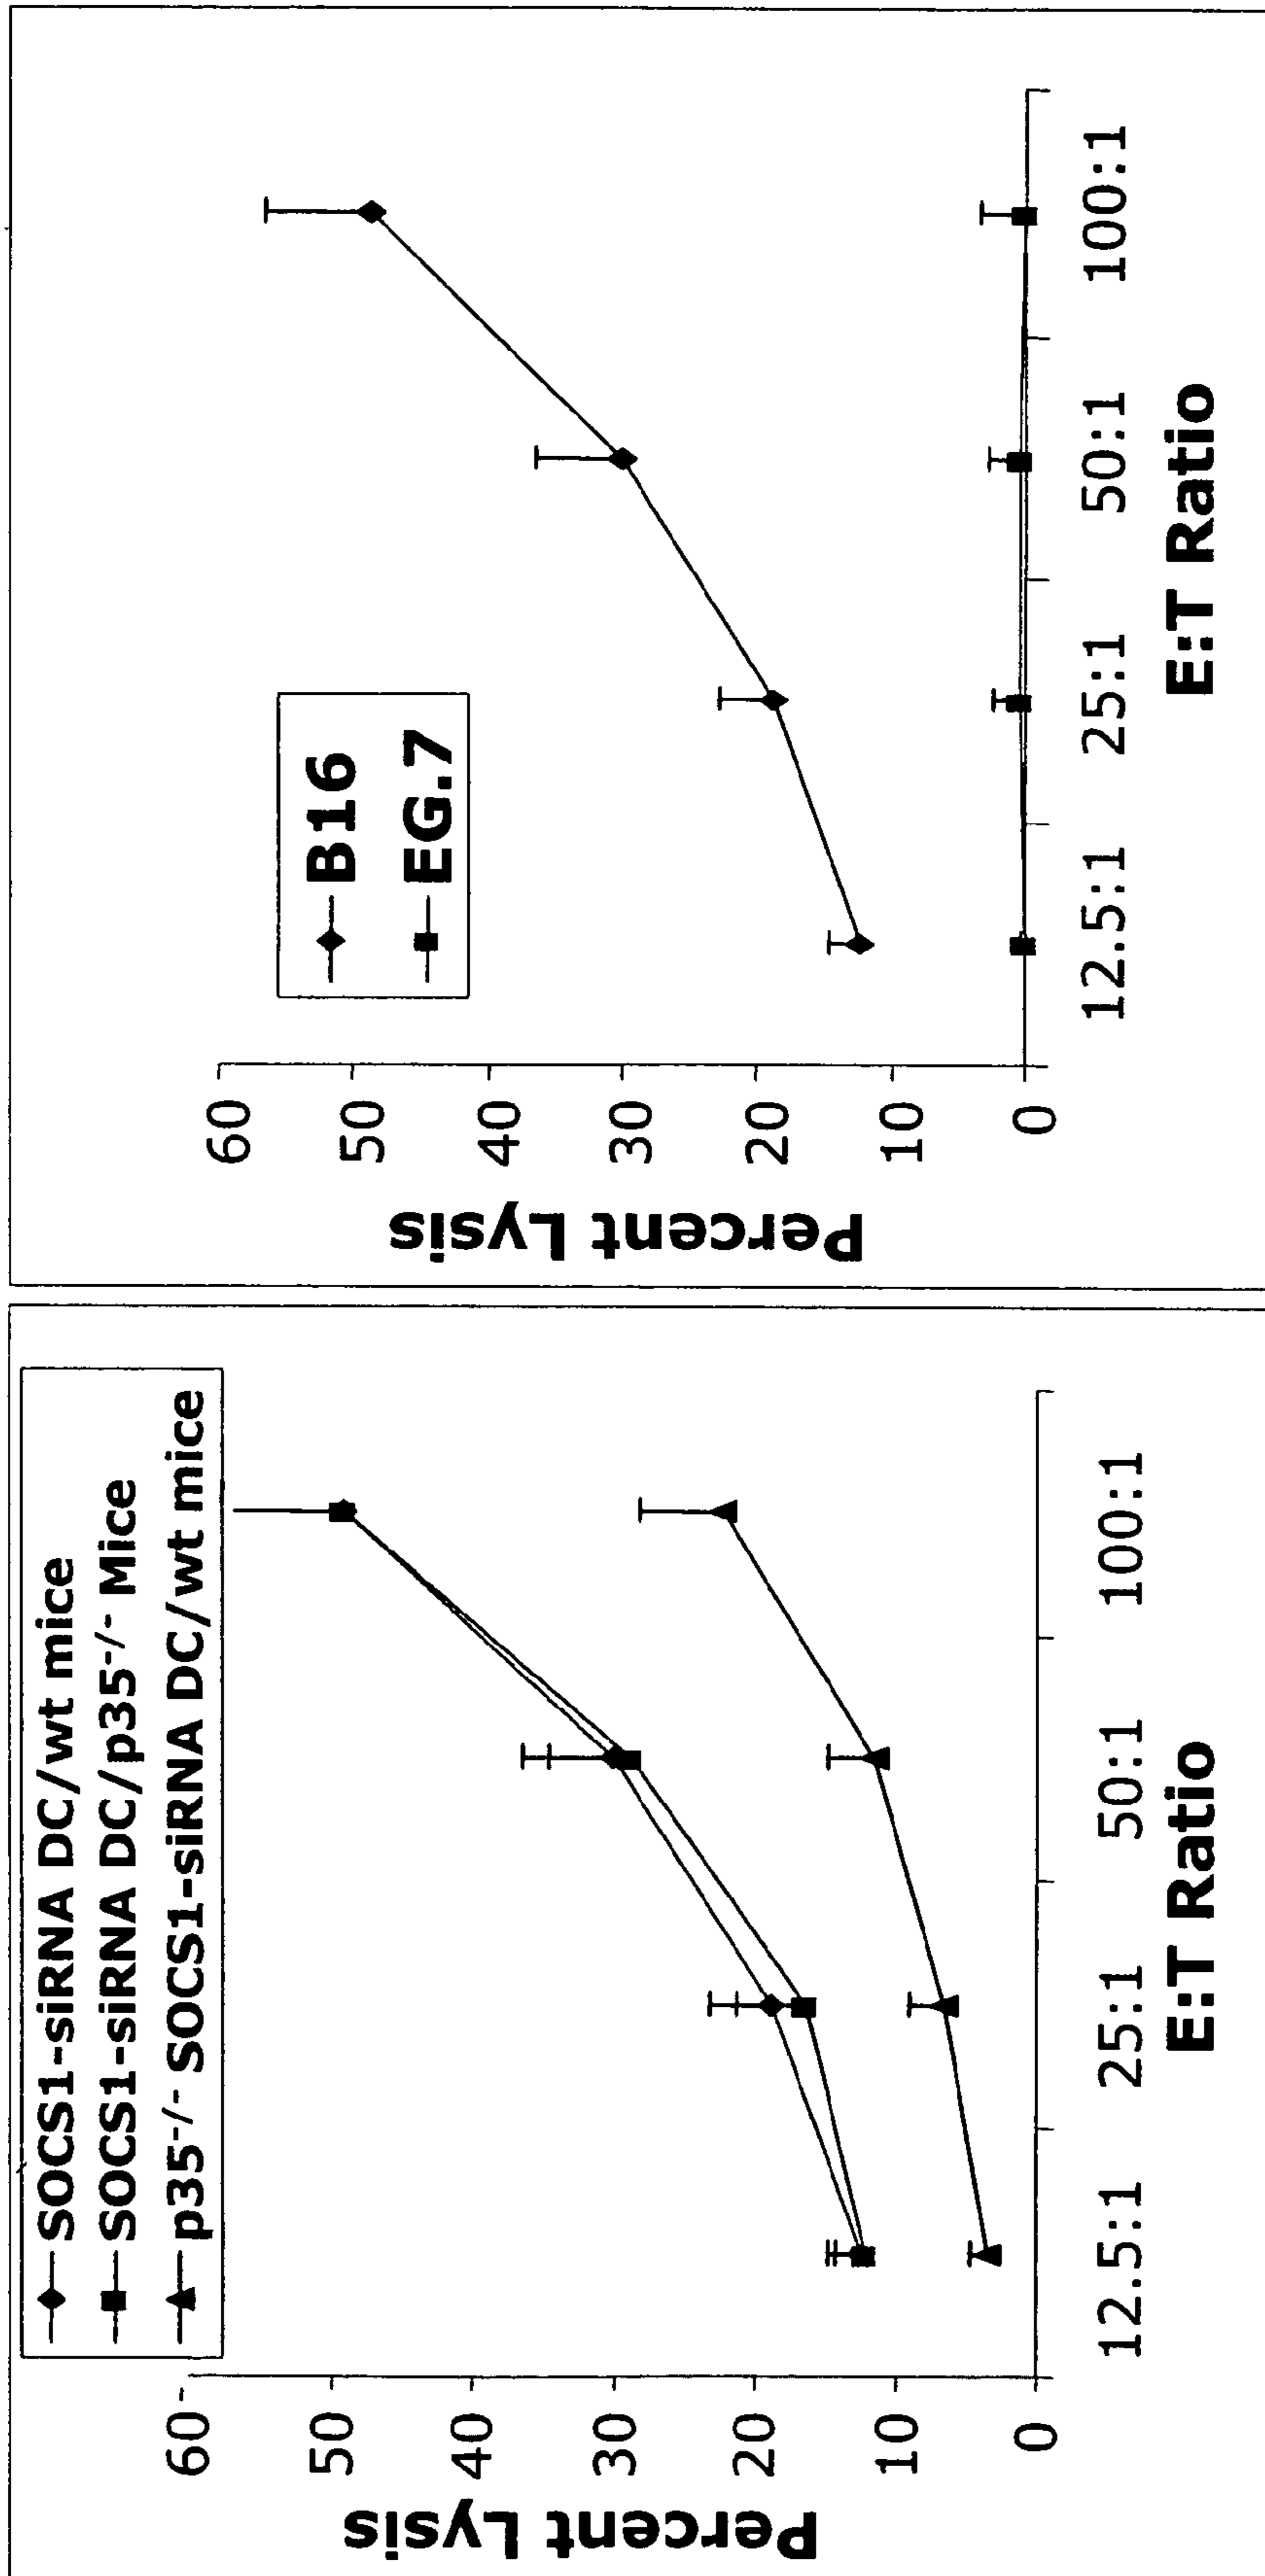 SOCS1-siRNA DC/wt mice
SOCS1-siRNA DC/p35-/- Mice
p35-/- SOCS1-siRNA DC/wt mice
Percent Lysis
60
50
40
30
20
10
0
12.5:1 25:1 50:1 100:1
E:T Ratio
B16
EG.7
Percent Lysis
60
50
40
30
20
10
0
12.5:1 25:1 50:1 100:1
E:T Ratio